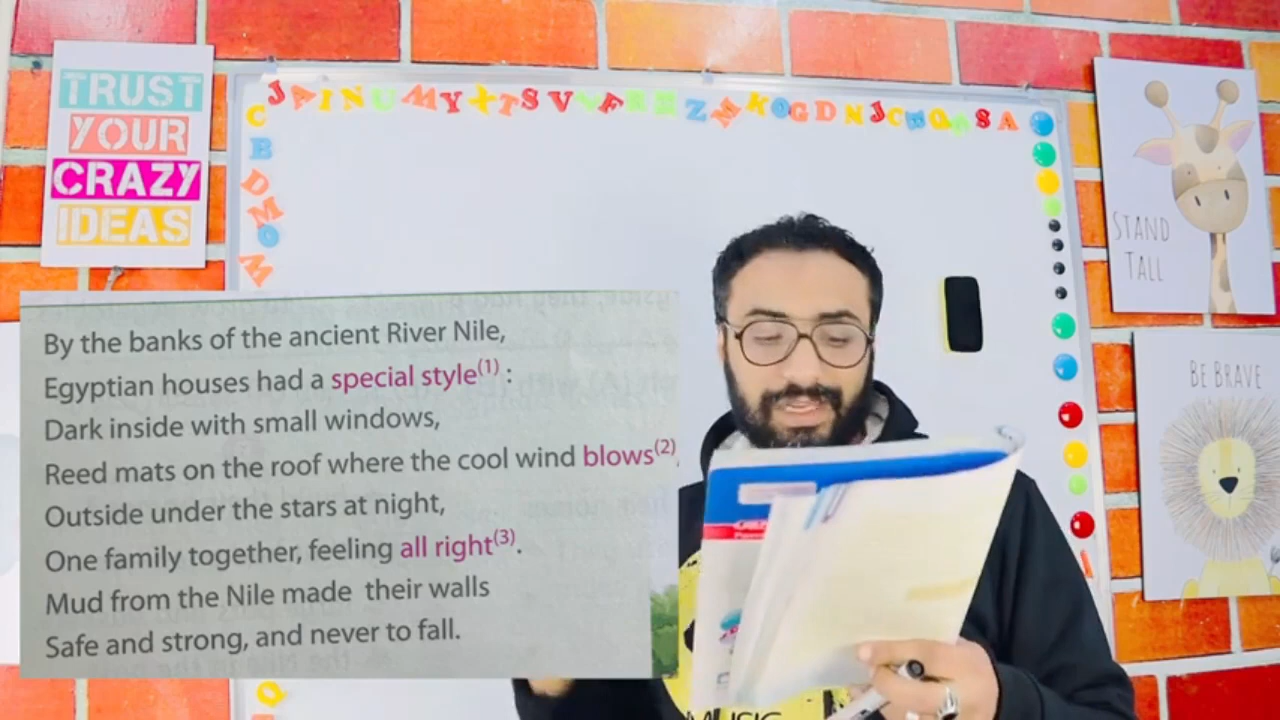 TRUST
YOUR
CRAZY
IDEAS
STAND
TALL
BE BRAVE
By the banks of the ancient River Nile,
Egyptian houses had a special style(1) :
Dark inside with small windows,
Reed mats on the roof where the cool wind blows(2),
Outside under the stars at night,
One family together, feeling all right(3).
Mud from the Nile made their walls
Safe and strong, and never to fall.
MUSIC